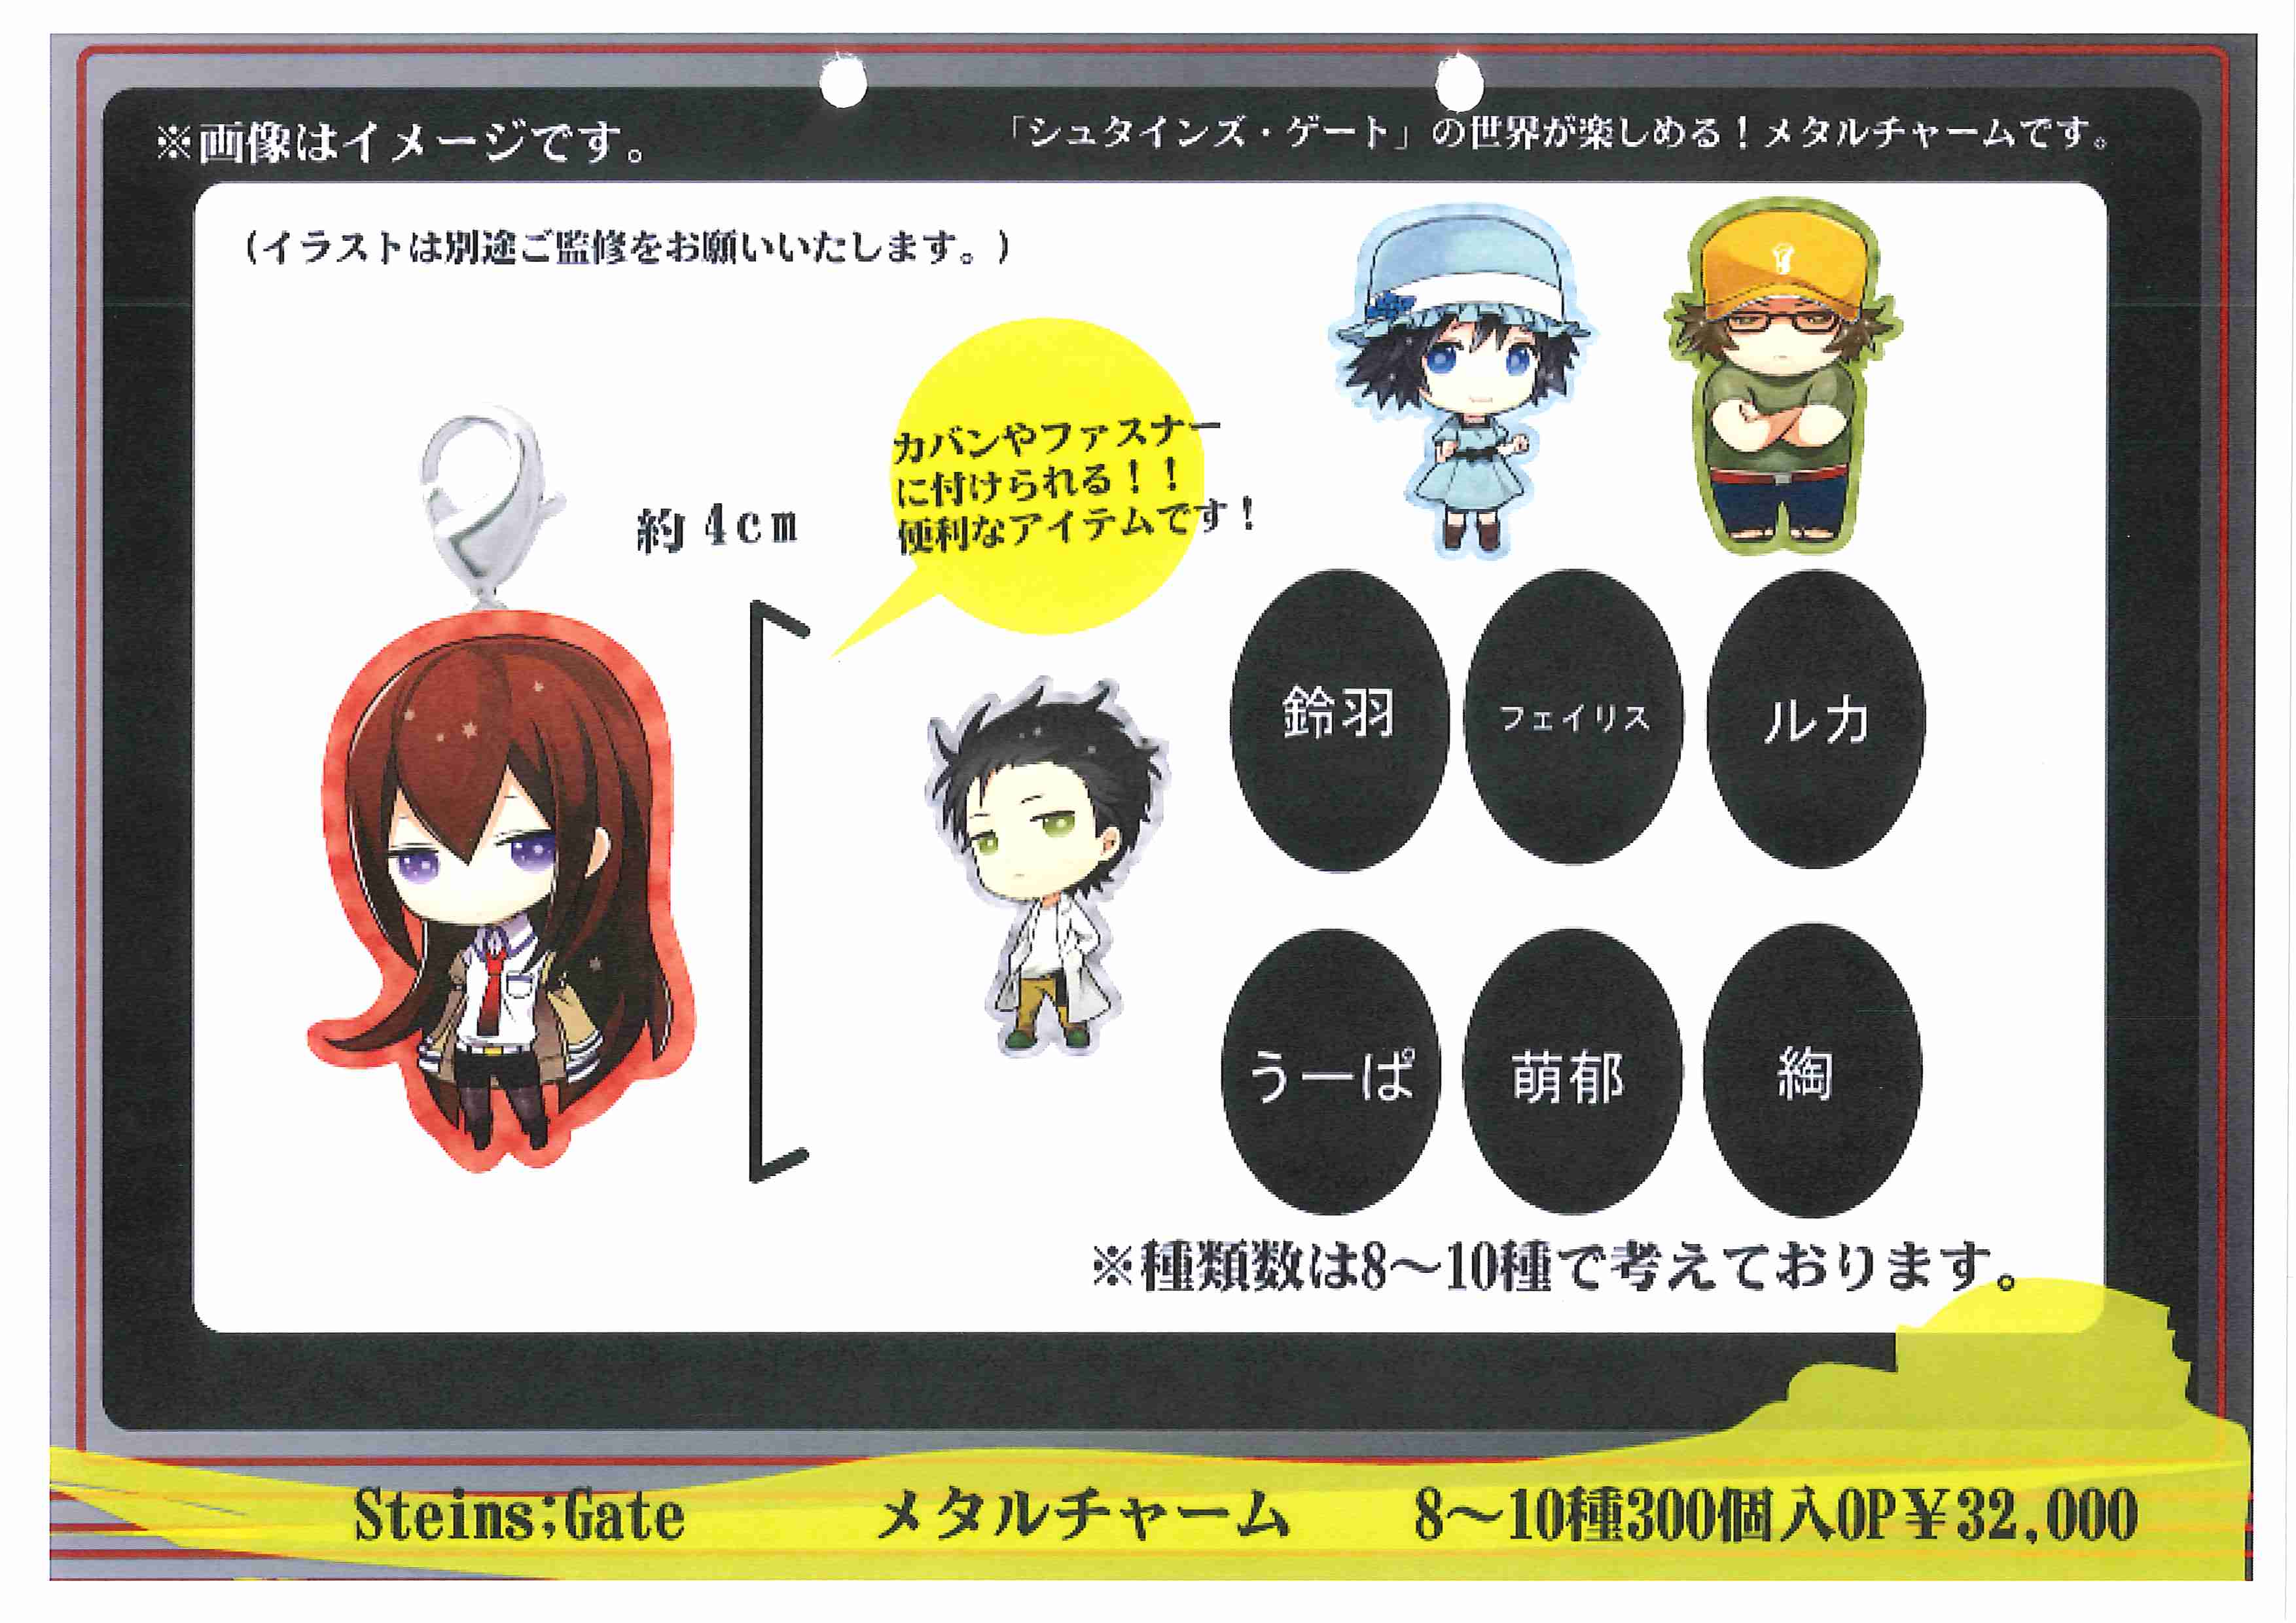 ※画像はイメージです。
「シュタインズ・ゲート」の世界が楽しめる！メタルチャームです。
(イラストは別途ご監修をお願いいたします。)
約4cm
カバンやファスナー
に付けられる！！
便利なアイテムです！
鈴羽
フェイリス
ルカ
うーぱ
萌郁
綯
※種類数は8～10種で考えております。
Steins;Gate メタルチャーム 8～10種300個入OP￥32,000